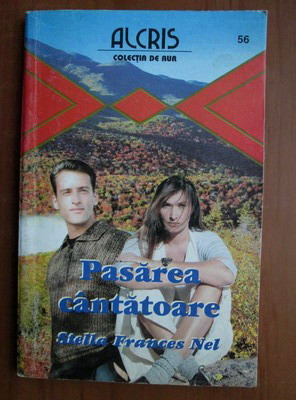 ALCRIS
COLECȚIA DE AUR
56
Pasărea
cântătoare
Stella Frances Nel